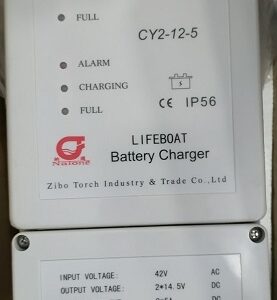 FULL
CY2-12-5
ALARM
CHARGING
FULL
CE IP56
LIFEBOAT
Battery Charger
Zibo Torch Industry & Trade Co.,Ltd
INPUT VOLTAGE: 42V AC
OUTPUT VOLTAGE: 2*14.5V DC